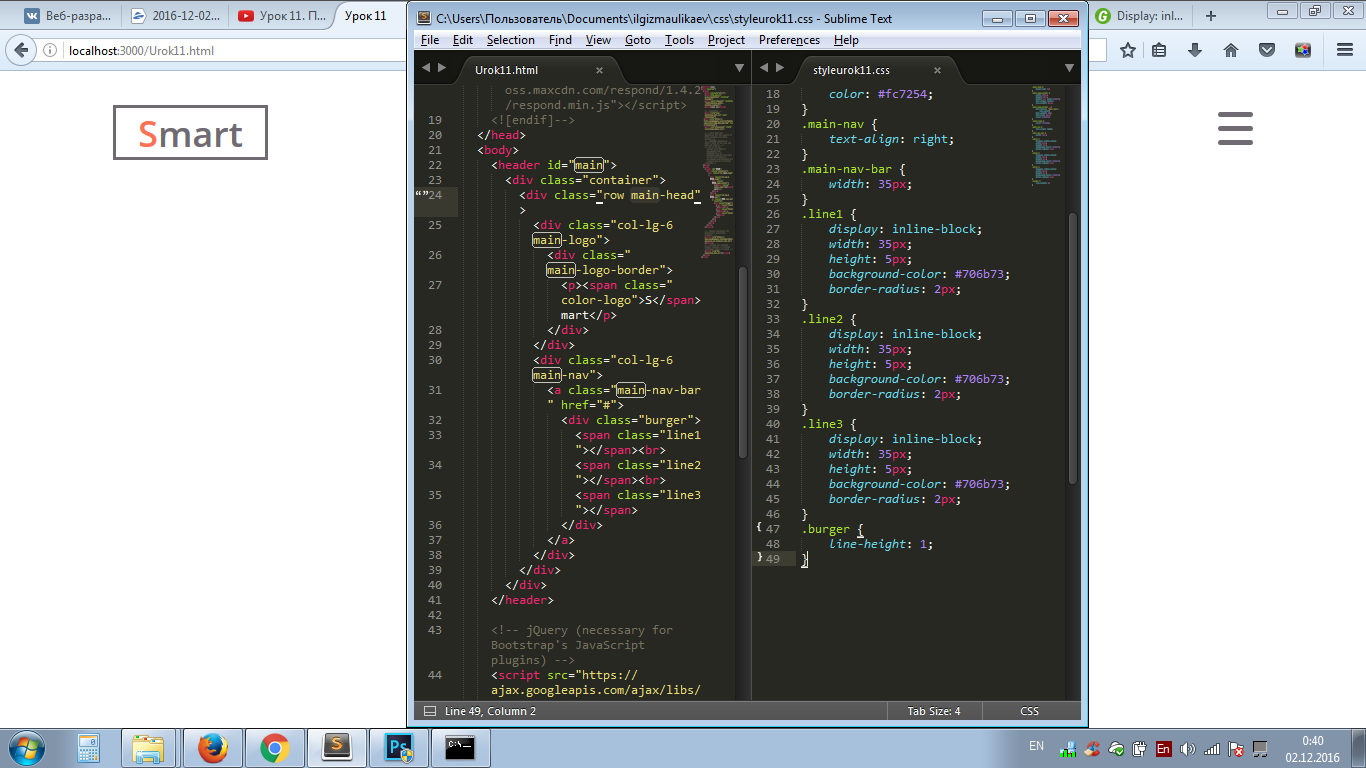 Веб-разра...
2016-12-02...
Урок 11. П...
Урок 11
C:\Users\Пользователь\Documents\ilgizmaulikaev\css\styleurok11.css - Sublime Text
Display: inl...
localhost:3000/Urok11.html
File Edit Selection Find View Goto Tools Project Preferences Help
Smart
Urok11.html
oss.maxcdn.com/respond/1.4.2
/respond.min.js"></script>
19 <![endif]-->
20 </head>
21 <body>
22 <header id="main">
23 <div class="container">
“”24 <div class="row main-head"
>
25 <div class="col-lg-6
main-logo">
26 <div class="
main-logo-border">
27 <p><span class="
color-logo">S</span>
mart</p>
28 </div>
29 </div>
30 <div class="col-lg-6
main-nav">
31 <a class="main-nav-bar
" href="#">
32 <div class="burger">
33 <span class="line1
"></span><br>
34 <span class="line2
"></span><br>
35 <span class="line3
"></span>
36 </div>
37 </a>
38 </div>
39 </div>
40 </div>
41 </header>
42
43 <!-- jQuery (necessary for
Bootstrap's JavaScript
plugins) -->
44 <script src="https://
ajax.googleapis.com/ajax/libs/
styleurok11.css
18 color: #fc7254;
19 }
20 .main-nav {
21 text-align: right;
22 }
23 .main-nav-bar {
24 width: 35px;
25 }
26 .line1 {
27 display: inline-block;
28 width: 35px;
29 height: 5px;
30 background-color: #706b73;
31 border-radius: 2px;
32 }
33 .line2 {
34 display: inline-block;
35 width: 35px;
36 height: 5px;
37 background-color: #706b73;
38 border-radius: 2px;
39 }
40 .line3 {
41 display: inline-block;
42 width: 35px;
43 height: 5px;
44 background-color: #706b73;
45 border-radius: 2px;
46 }
{ 47 .burger {
48 line-height: 1;
} 49 }
Line 49, Column 2
Tab Size: 4
CSS
EN
En
0:40
02.12.2016